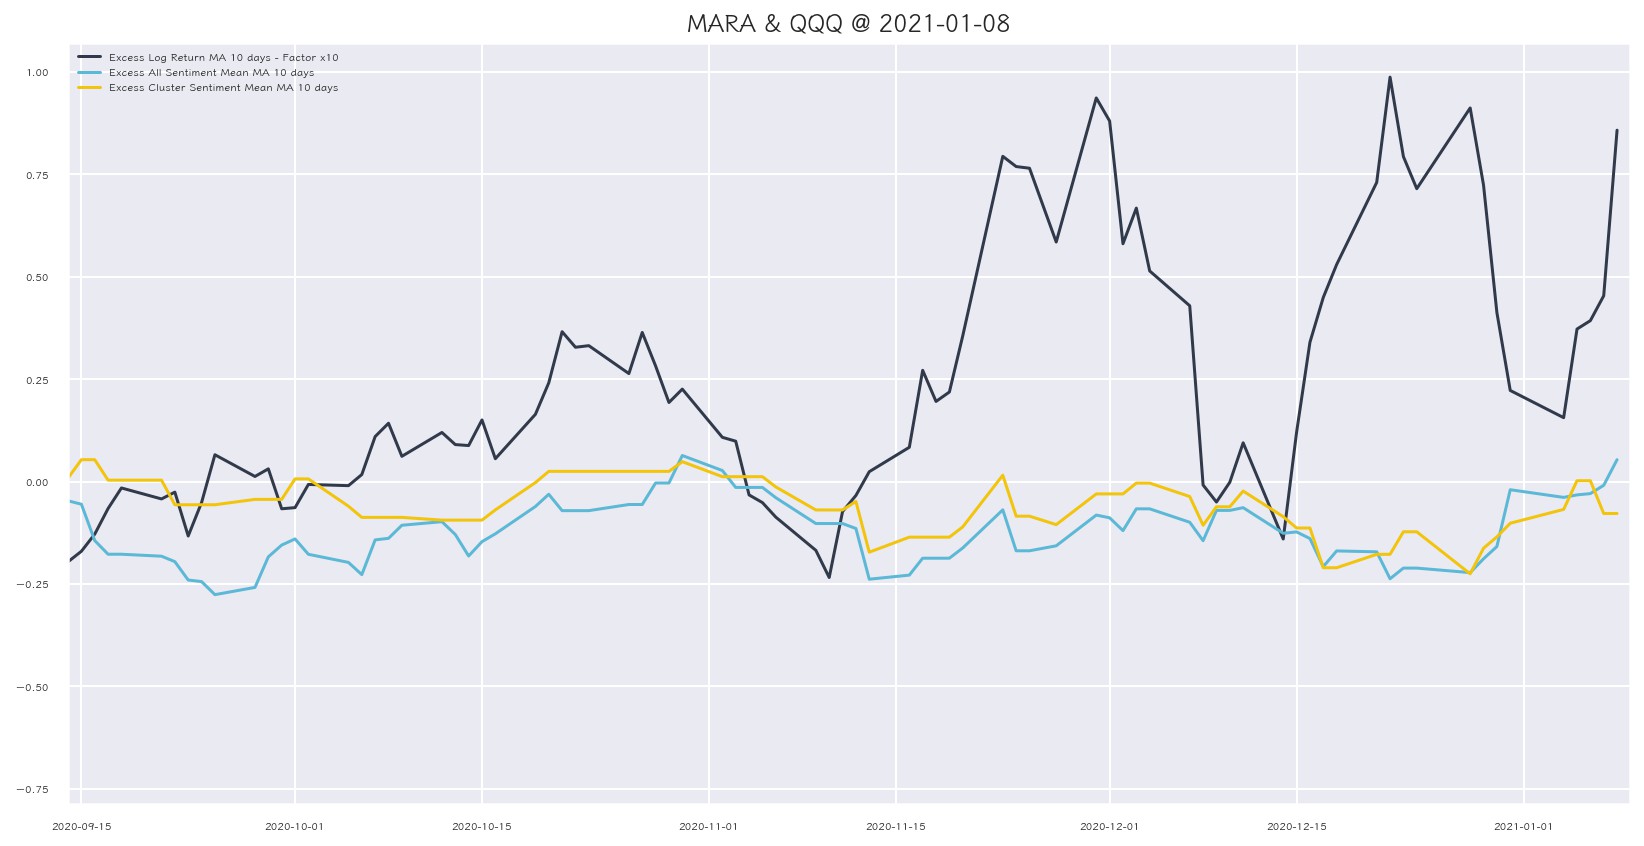 MARA & QQQ @ 2021-01-08
Excess Log Return MA 10 days - Factor x10
Excess All Sentiment Mean MA 10 days
Excess Cluster Sentiment Mean MA 10 days
1.00
0.75
0.50
0.25
0.00
−0.25
−0.50
−0.75
2020-09-15 2020-10-01 2020-10-15 2020-11-01 2020-11-15 2020-12-01 2020-12-15 2021-01-01